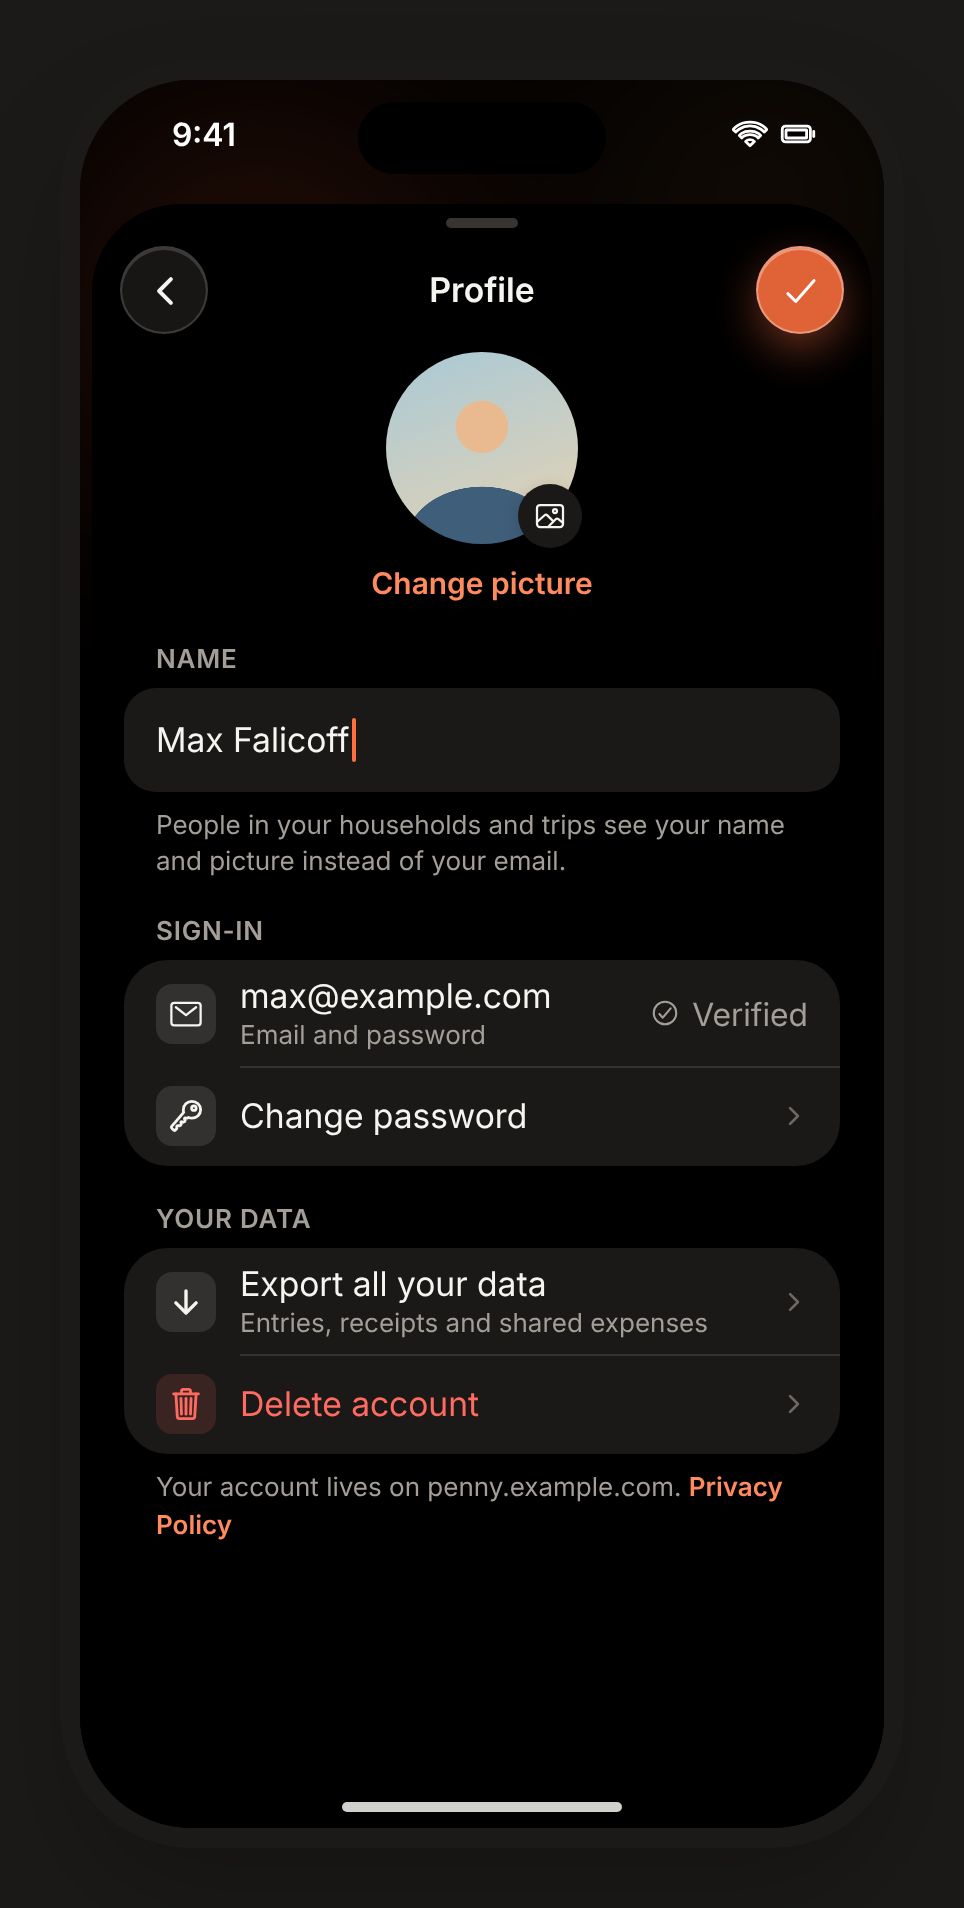 9:41
Profile
Change picture
NAME
Max Falicoff
People in your households and trips see your name
and picture instead of your email.
SIGN-IN
max@example.com
Email and password
Verified
Change password
YOUR DATA
Export all your data
Entries, receipts and shared expenses
Delete account
Your account lives on penny.example.com. Privacy
Policy